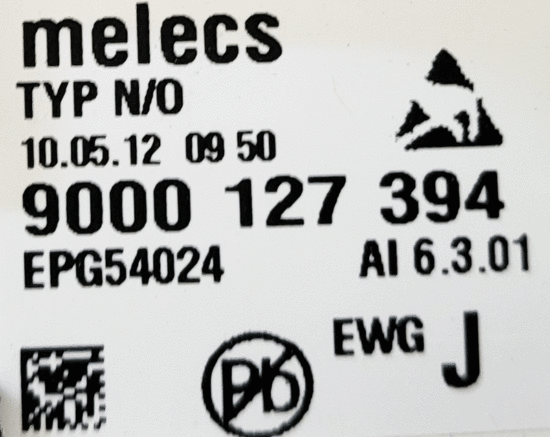 melecs
TYP N/O
10.05.12 09 50
9000 127 394
EPG54024 AI 6.3.01
EWG J
Pb